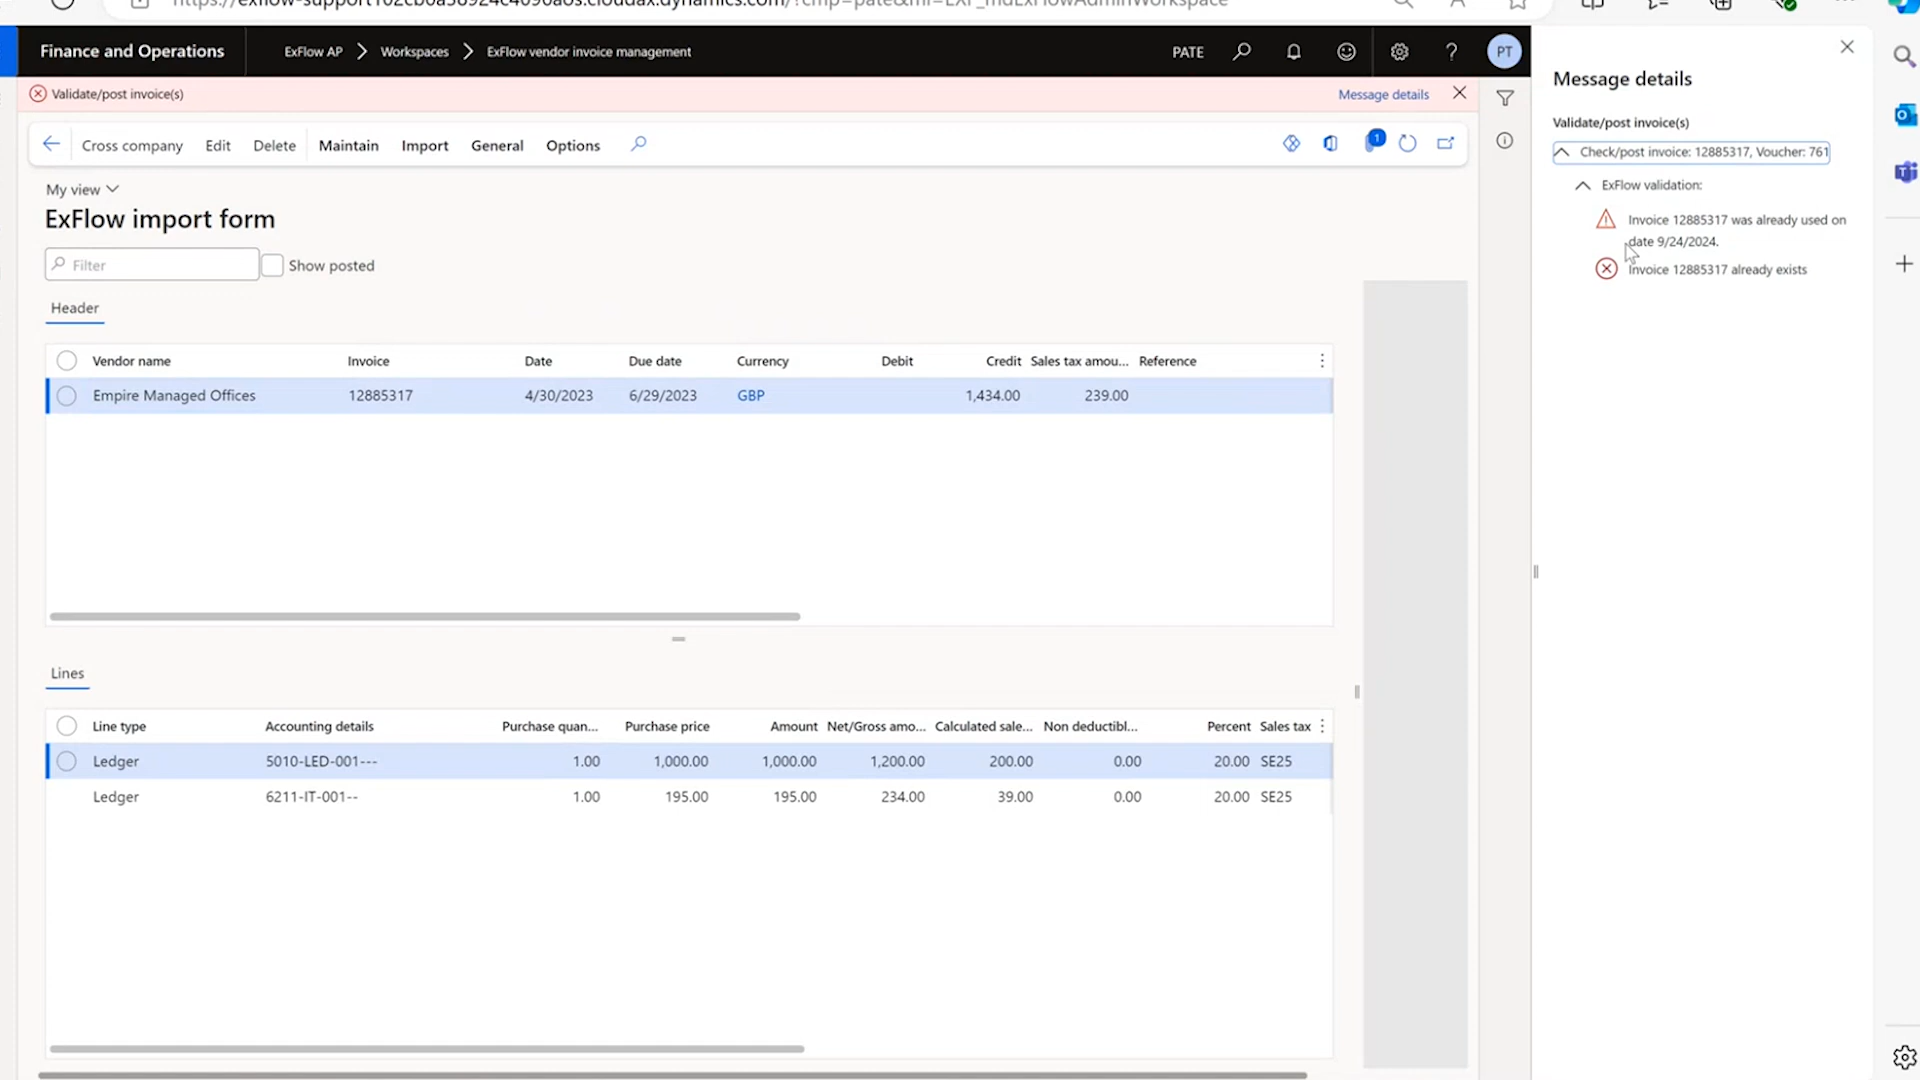 Finance and Operations
ExFlow AP > Workspaces > ExFlow vendor invoice management
PATE
PT
Validate/post invoice(s)
Message details
Cross company Edit Delete Maintain Import General Options
1
My view
ExFlow import form
Filter
Show posted
Header
Vendor name Invoice Date Due date Currency Debit Credit Sales tax amou... Reference
Empire Managed Offices 12885317 4/30/2023 6/29/2023 GBP 1,434.00 239.00
Lines
Line type Accounting details Purchase quan... Purchase price Amount Net/Gross amo... Calculated sale... Non deductibl... Percent Sales tax
Ledger 5010-LED-001--- 1.00 1,000.00 1,000.00 1,200.00 200.00 0.00 20.00 SE25
Ledger 6211-IT-001-- 1.00 195.00 195.00 234.00 39.00 0.00 20.00 SE25
Message details
Validate/post invoice(s)
Check/post invoice: 12885317, Voucher: 761
ExFlow validation:
Invoice 12885317 was already used on
date 9/24/2024.
Invoice 12885317 already exists